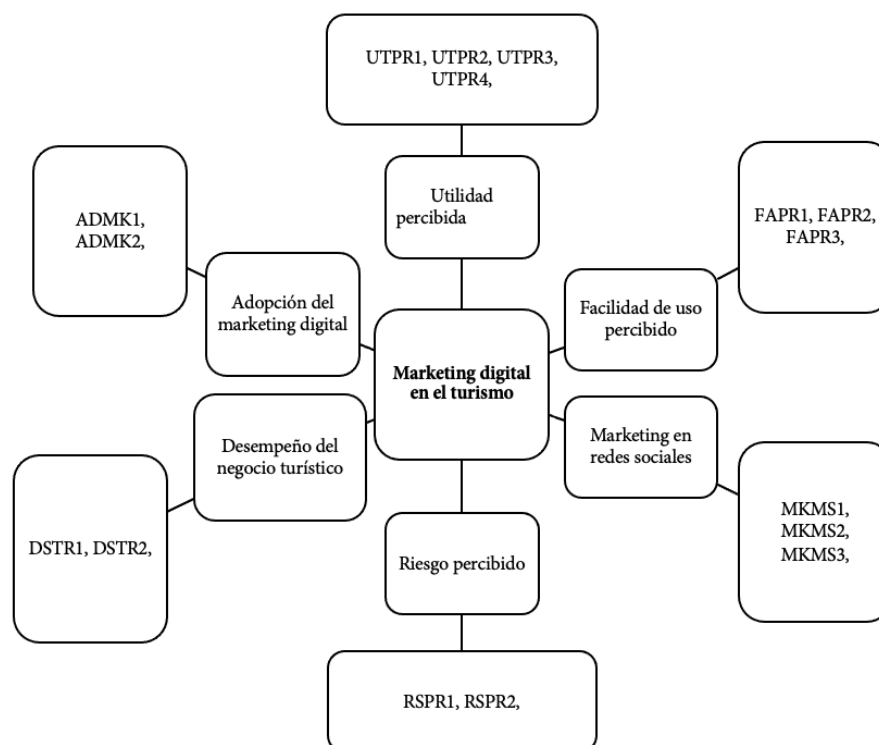 UTPR1, UTPR2, UTPR3,
UTPR4,
Utilidad
percibida
ADMK1,
ADMK2,
FAPR1, FAPR2,
FAPR3,
Adopción del
marketing digital
Facilidad de uso
percibido
Marketing digital
en el turismo
Desempeño del
negocio turístico
Marketing en
redes sociales
DSTR1, DSTR2,
MKMS1,
MKMS2,
MKMS3,
Riesgo percibido
RSPR1, RSPR2,